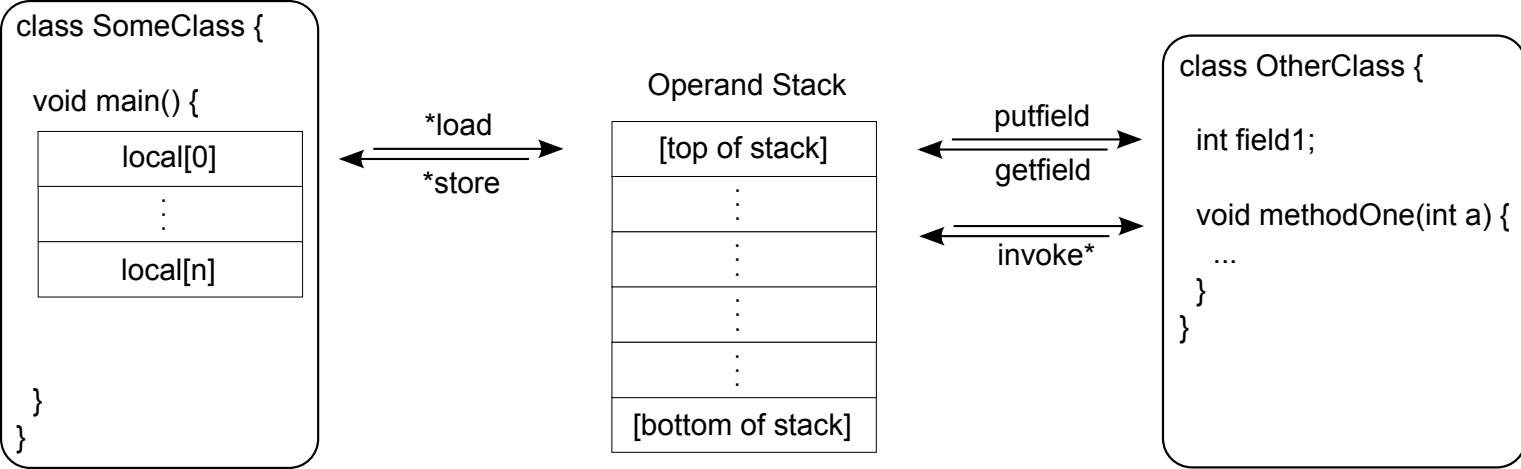 class SomeClass {
void main() {
local[0]
.
.
.
local[n]
}
}
*load
*store
Operand Stack
[top of stack]
.
.
.
.
.
.
.
.
.
.
.
.
[bottom of stack]
putfield
getfield
invoke*
class OtherClass {
int field1;
void methodOne(int a) {
...
}
}